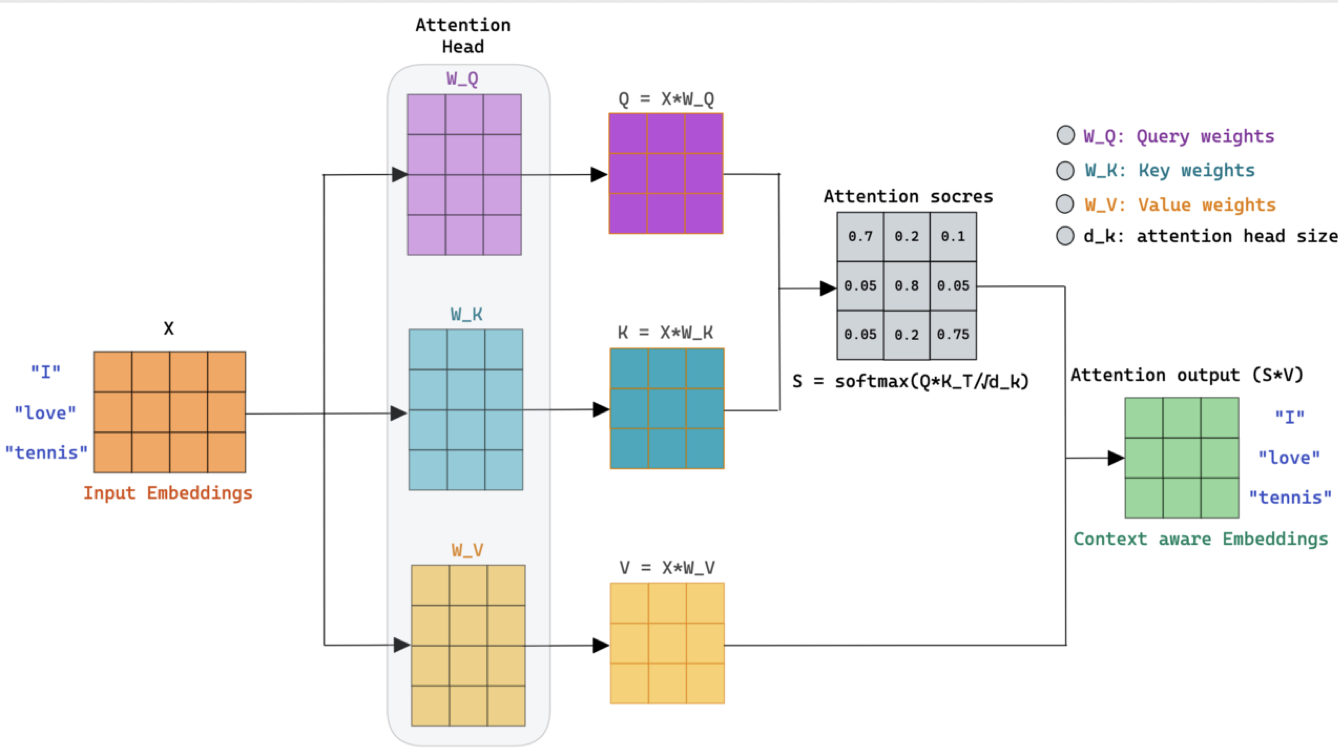 Attention
Head
W_Q
Q = X*W_Q
W_Q: Query weights
W_K: Key weights
W_V: Value weights
d_k: attention head size
Attention socres
0.7 0.2 0.1
0.05 0.8 0.05
0.05 0.2 0.75
S = softmax(Q*K_T/√d_k)
W_K
K = X*W_K
X
"I"
"love"
"tennis"
Input Embeddings
Attention output (S*V)
"I"
"love"
"tennis"
Context aware Embeddings
W_V
V = X*W_V